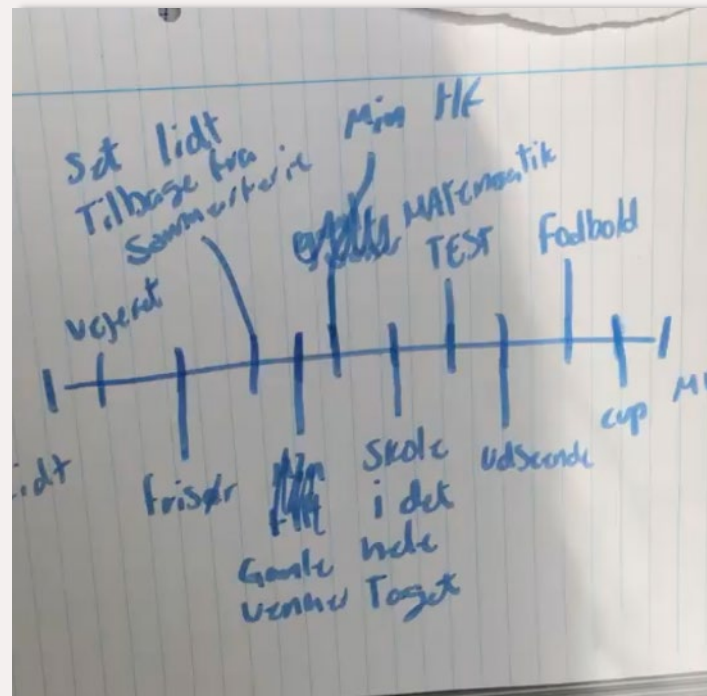 Min HF
Set lidt
Tilbage fra
Sommerferie
MATematik
TEST
Fodbold
Vejeret
cup
idt
Frisør
Skole
i det
hele
Taget
Udseende
Gamle
venner